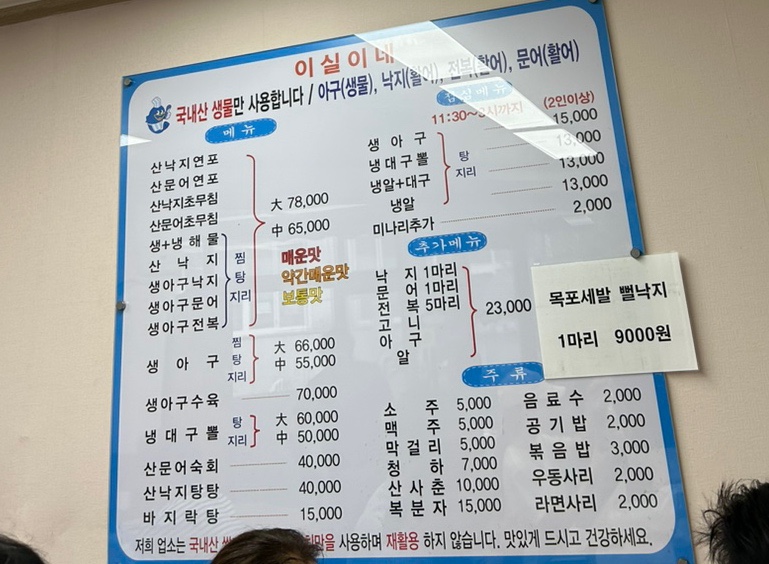 이실이네
국내산 생물만 사용합니다 / 아구(생물), 낙지(활어), 전복(활어), 문어(활어)
메뉴
산낙지연포
산문어연포
산낙지초무침
산문어초무침
생+냉해물
산낙지
생아구낙지
생아구문어
생아구전복
찜
탕
지리
大 78,000
中 65,000
매운맛
약간매운맛
보통맛
생아구 찜 탕 지리 大 66,000 中 55,000
생아구수육 70,000
냉대구뽈 탕 지리 大 60,000 中 50,000
산문어숙회 40,000
산낙지탕탕 40,000
바지락탕 15,000
점심메뉴
11:30~3시까지 (2인이상)
생아구 15,000
냉대구뽈 13,000
냉알+대구 13,000
냉알 13,000
탕
지리
미나리추가 2,000
추가메뉴
낙지 1마리
문어 1마리
전복 5마리
고니
아구
알
23,000
목포세발 뻘낙지
1마리 9000원
주류
소주 5,000
맥주 5,000
막걸리 5,000
청하 7,000
산사춘 10,000
복분자 15,000
음료수 2,000
공기밥 2,000
볶음밥 3,000
우동사리 2,000
라면사리 2,000
저희 업소는 국내산 사용하며 재활용 하지 않습니다. 맛있게 드시고 건강하세요.